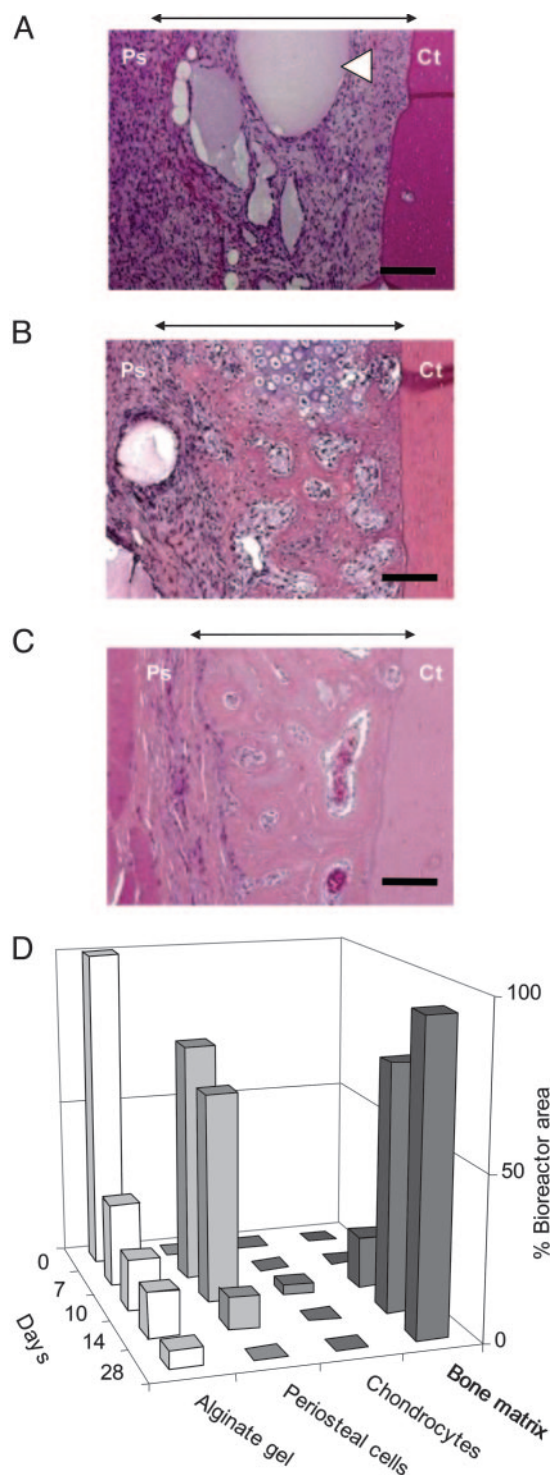 A
Ps
Ct
B
Ps
Ct
C
Ps
Ct
D
100
50
0
% Bioreactor area
0
7
10
14
28
Days
Alginate gel
Periosteal cells
Chondrocytes
Bone matrix